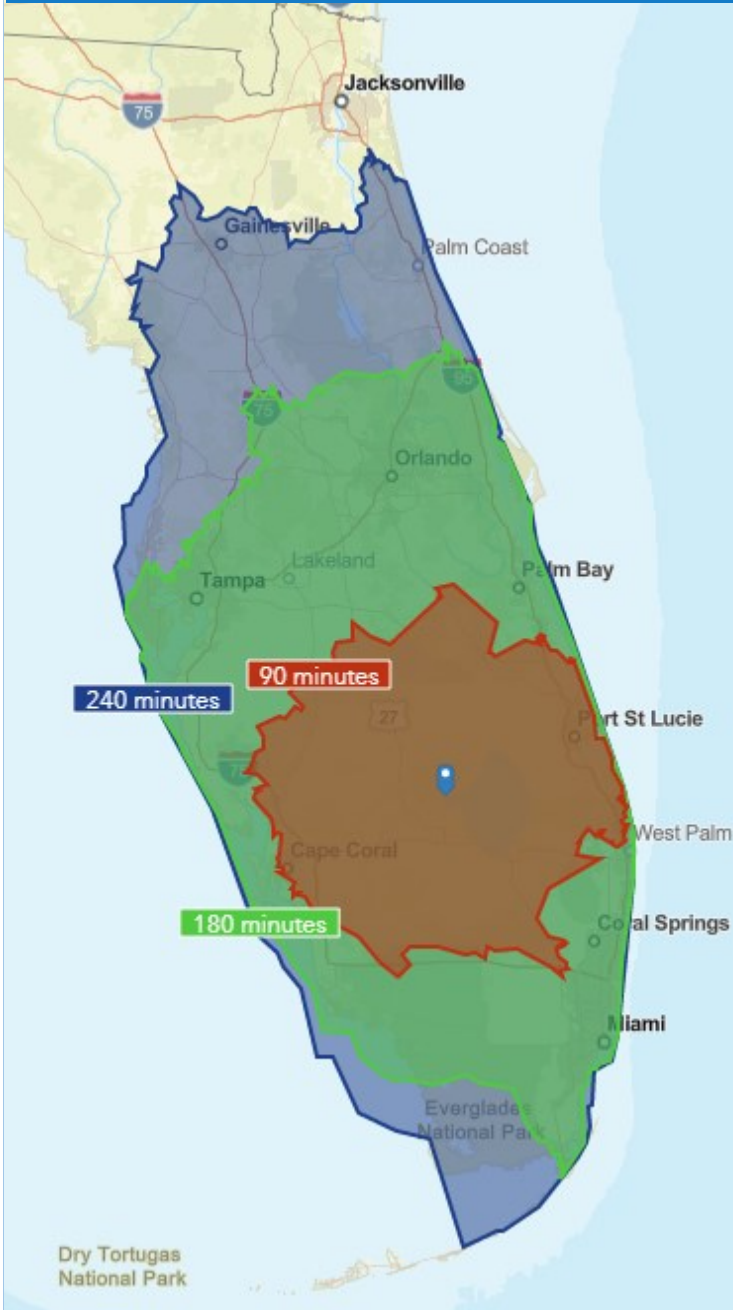 Jacksonville
75
Gainesville
Palm Coast
75
95
Orlando
Lakeland
Palm Bay
Tampa
90 minutes
240 minutes
27
Port St Lucie
West Palm
Cape Coral
180 minutes
Coral Springs
Miami
Everglades
National Park
Dry Tortugas
National Park